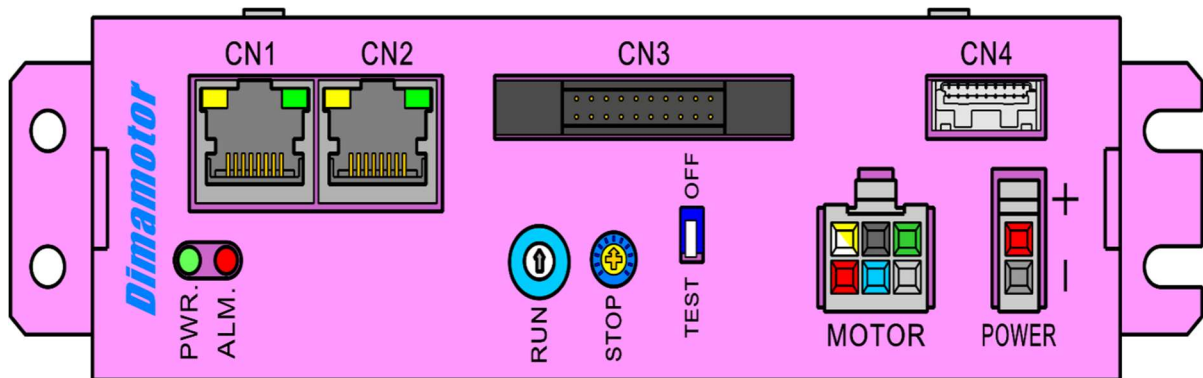 CN1
CN2
CN3
CN4
Dimamotor
PWR.
ALM.
RUN
STOP
TEST
OFF
+
–
MOTOR
POWER